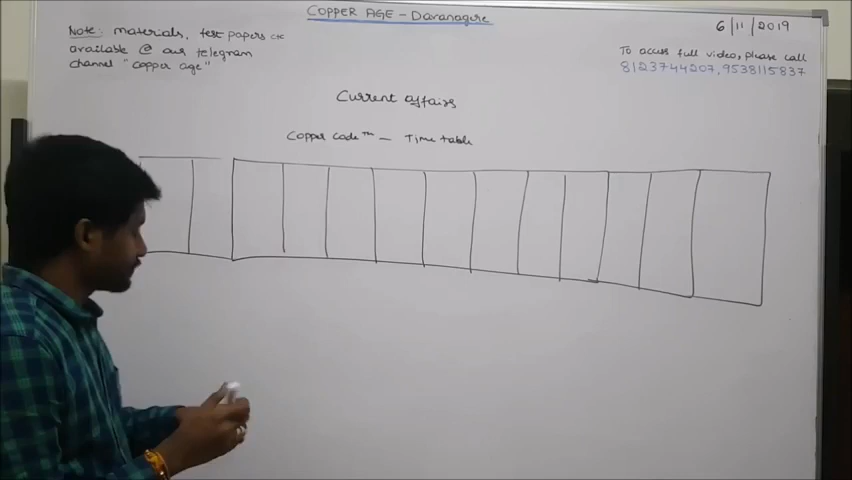 COPPER AGE - Davanagere
6/11/2019
Note: materials, test papers etc
available @ our telegram
channel "copper age"
To access full video, please call
8123744207, 9538115837
Current affairs
Copper code™ - Time table